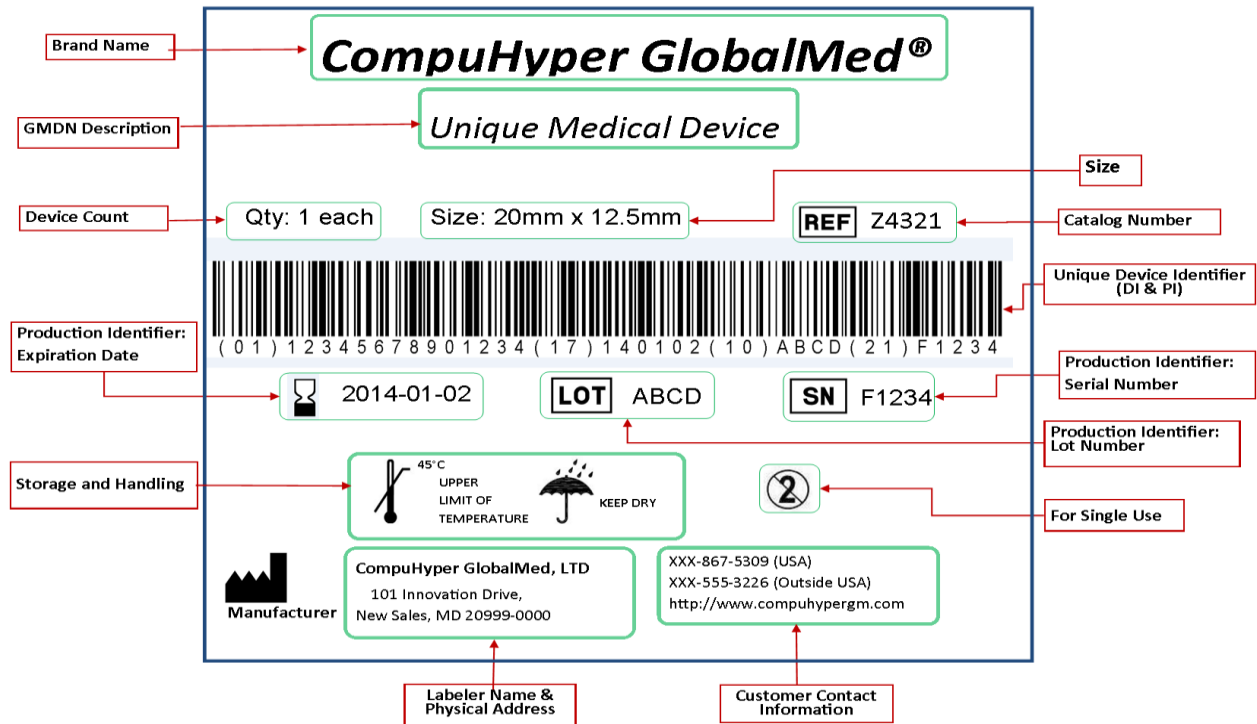 Brand Name
CompuHyper GlobalMed®
GMDN Description
Unique Medical Device
Size
Device Count
Qty: 1 each
Size: 20mm x 12.5mm
REF Z4321
Catalog Number
Unique Device Identifier
(DI & PI)
(01)12345678901234(17)140102(10)ABCD(21)F1234
Production Identifier:
Expiration Date
2014-01-02
LOT ABCD
SN F1234
Production Identifier:
Serial Number
Production Identifier:
Lot Number
Storage and Handling
45°C
UPPER
LIMIT OF
TEMPERATURE
KEEP DRY
2
For Single Use
Manufacturer
CompuHyper GlobalMed, LTD
101 Innovation Drive,
New Sales, MD 20999-0000
XXX-867-5309 (USA)
XXX-555-3226 (Outside USA)
http://www.compuhypergm.com
Labeler Name &
Physical Address
Customer Contact
Information